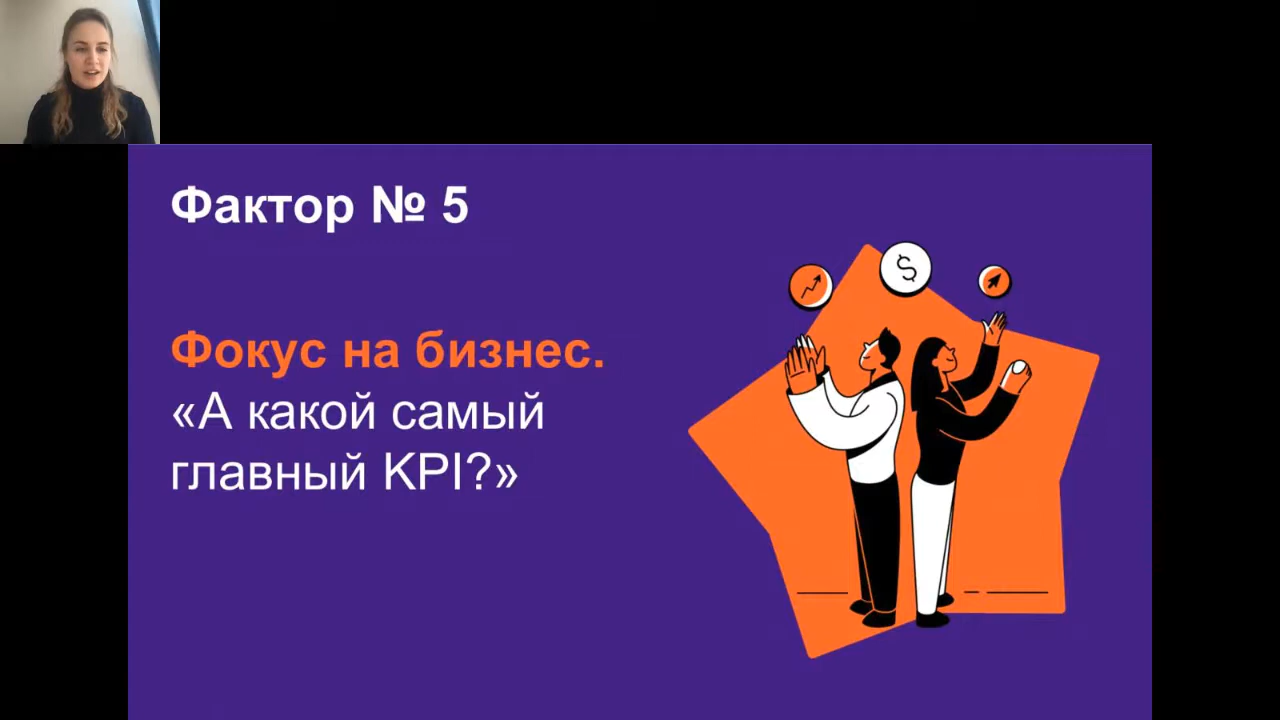 Фактор № 5
Фокус на бизнес.
«А какой самый
главный KPI?»
$